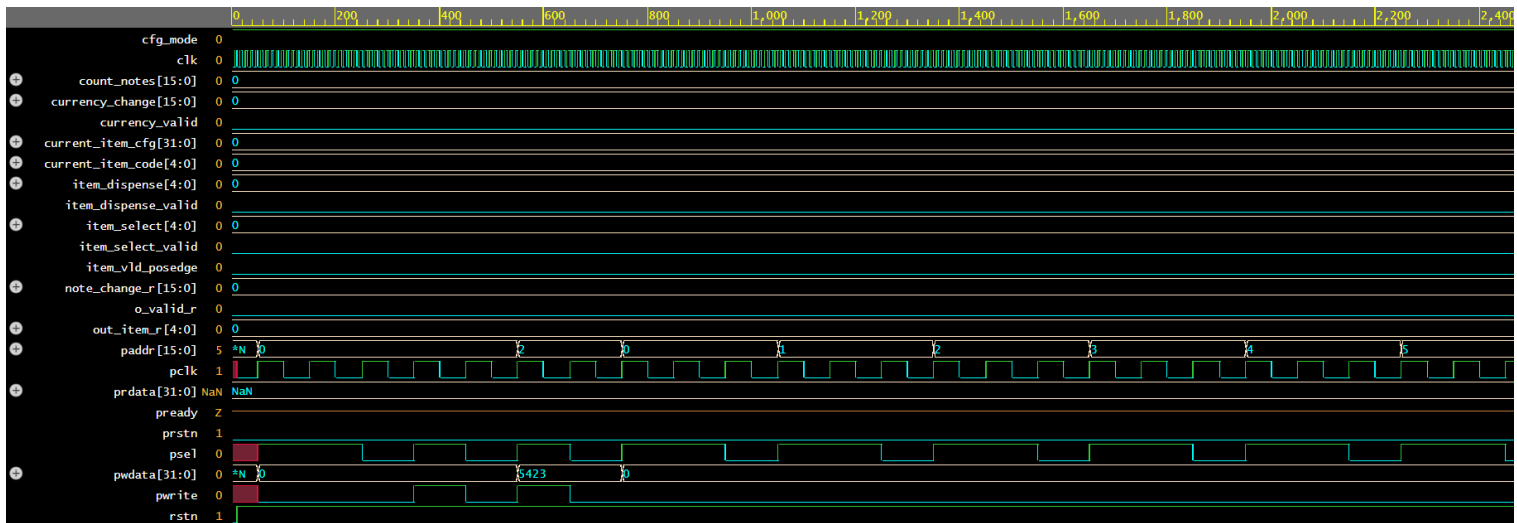 0 200 400 600 800 1,000 1,200 1,400 1,600 1,800 2,000 2,200 2,400
cfg_mode 0
clk 0
count_notes[15:0] 0 0
currency_change[15:0] 0 0
currency_valid 0
current_item_cfg[31:0] 0 0
current_item_code[4:0] 0 0
item_dispense[4:0] 0 0
item_dispense_valid 0
item_select[4:0] 0 0
item_select_valid 0
item_vld_posedge 0
note_change_r[15:0] 0 0
o_valid_r 0
out_item_r[4:0] 0 0
paddr[15:0] 5 *N 0 2 0 1 2 3 4 5
pclk 1
prdata[31:0] NaN NaN
pready Z
prstn 1
psel 0
pwdata[31:0] 0 *N 0 5423 0
pwrite 0
rstn 1